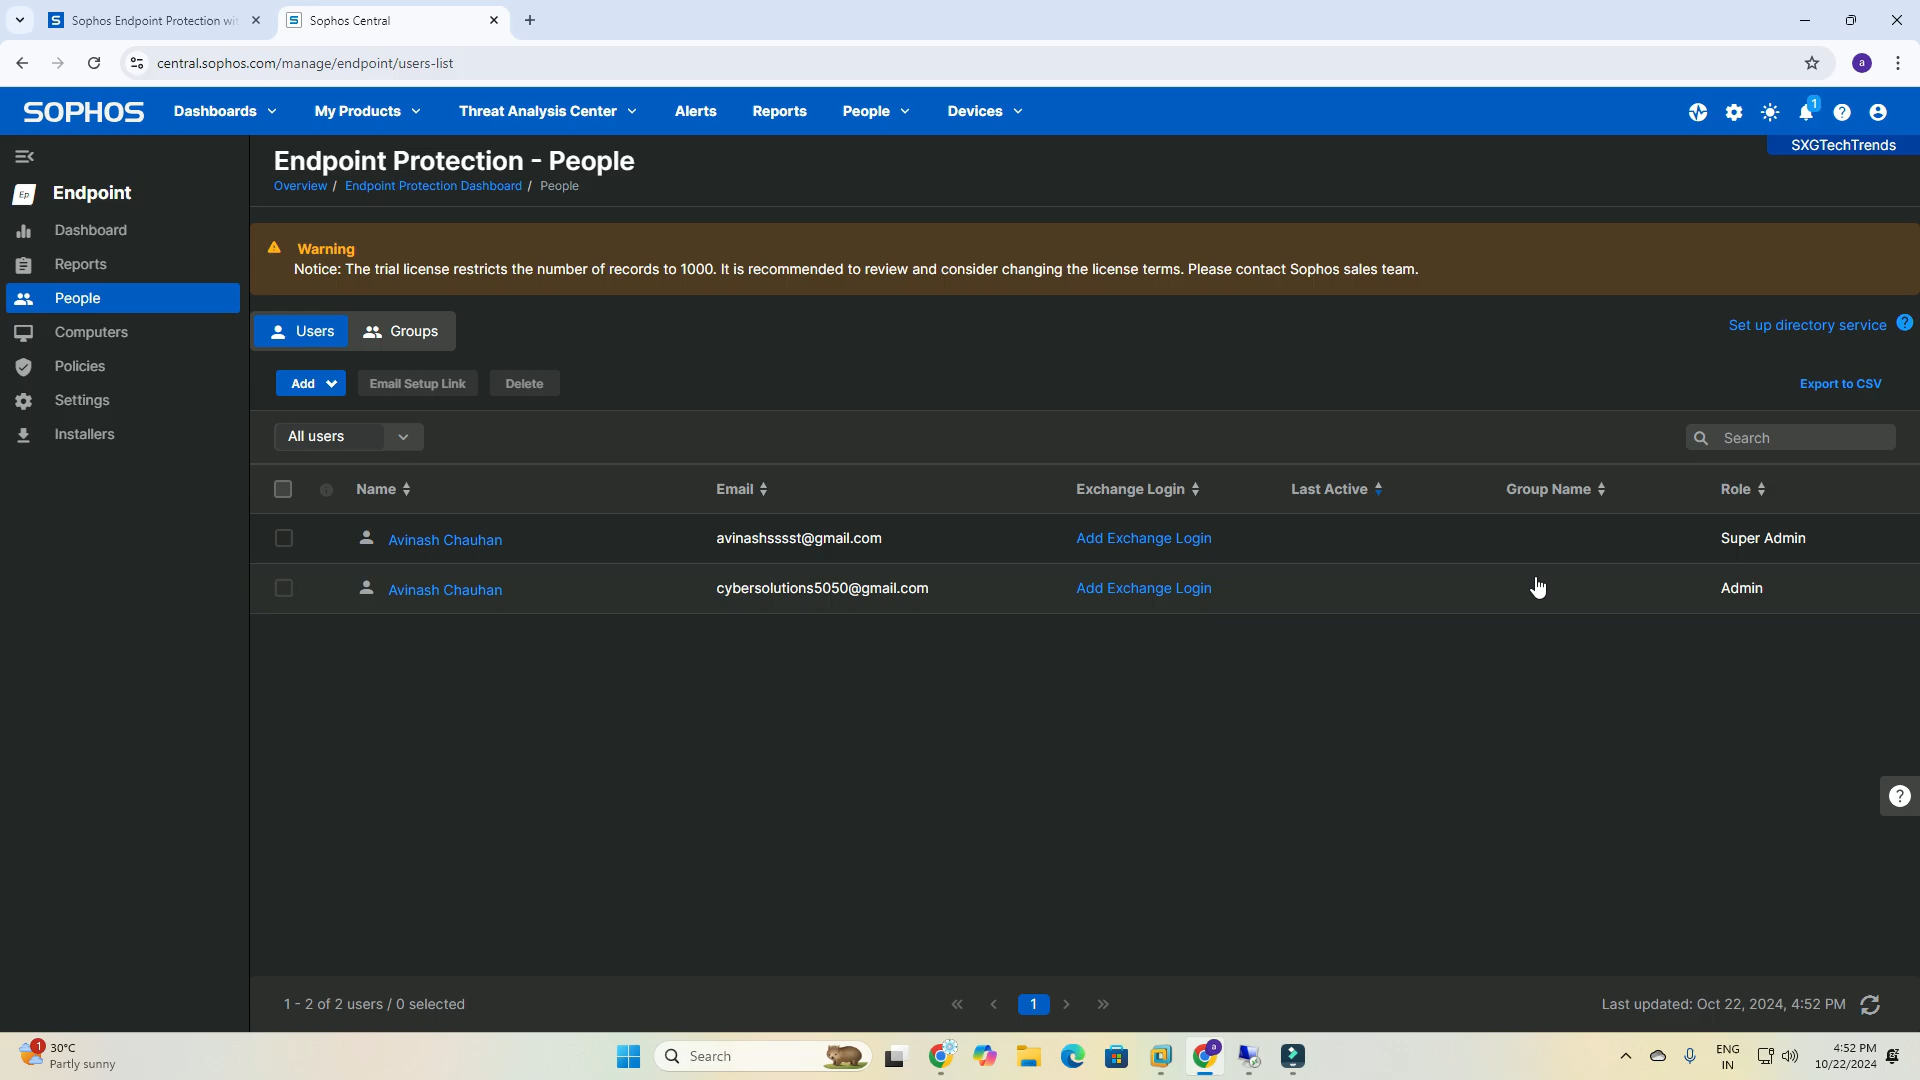 Sophos Endpoint Protection wit
Sophos Central
central.sophos.com/manage/endpoint/users-list
a
SOPHOS
Dashboards
My Products
Threat Analysis Center
Alerts
Reports
People
Devices
1
SXGTechTrends
Ep
Endpoint
Dashboard
Reports
People
Computers
Policies
Settings
Installers
Endpoint Protection - People
Overview / Endpoint Protection Dashboard / People
Warning
Notice: The trial license restricts the number of records to 1000. It is recommended to review and consider changing the license terms. Please contact Sophos sales team.
Users
Groups
Set up directory service
Add
Email Setup Link
Delete
Export to CSV
All users
Search
Name
Email
Exchange Login
Last Active
Group Name
Role
Avinash Chauhan
avinashsssst@gmail.com
Add Exchange Login
Super Admin
Avinash Chauhan
cybersolutions5050@gmail.com
Add Exchange Login
Admin
1 - 2 of 2 users / 0 selected
1
Last updated: Oct 22, 2024, 4:52 PM
1
30°C
Partly sunny
Search
a
ENG
IN
4:52 PM
10/22/2024